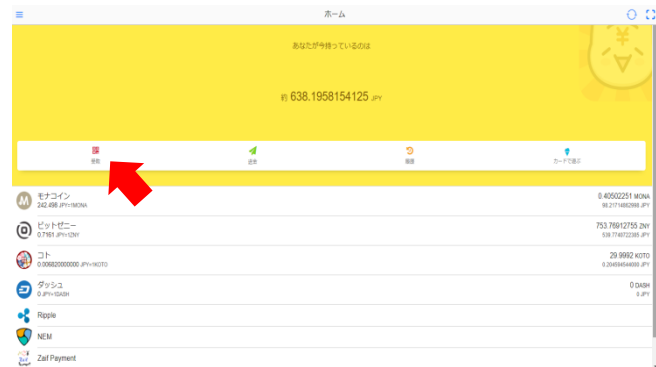 ホーム
あなたが今持っているのは
約 638.1958154125 JPY
受取
送金
履歴
カードで選ぶ
モナコイン
0.40502251 MONA
242.498 JPY=1MONA
98.21714882998 JPY
ビットゼニー
753.76912755 ZNY
0.7161 JPY=1ZNY
539.7740722385 JPY
コト
29.9992 KOTO
0.006820000000 JPY=1KOTO
0.204594544000 JPY
ダッシュ
0 DASH
0 JPY=1DASH
0 JPY
Ripple
NEM
Zaif Payment